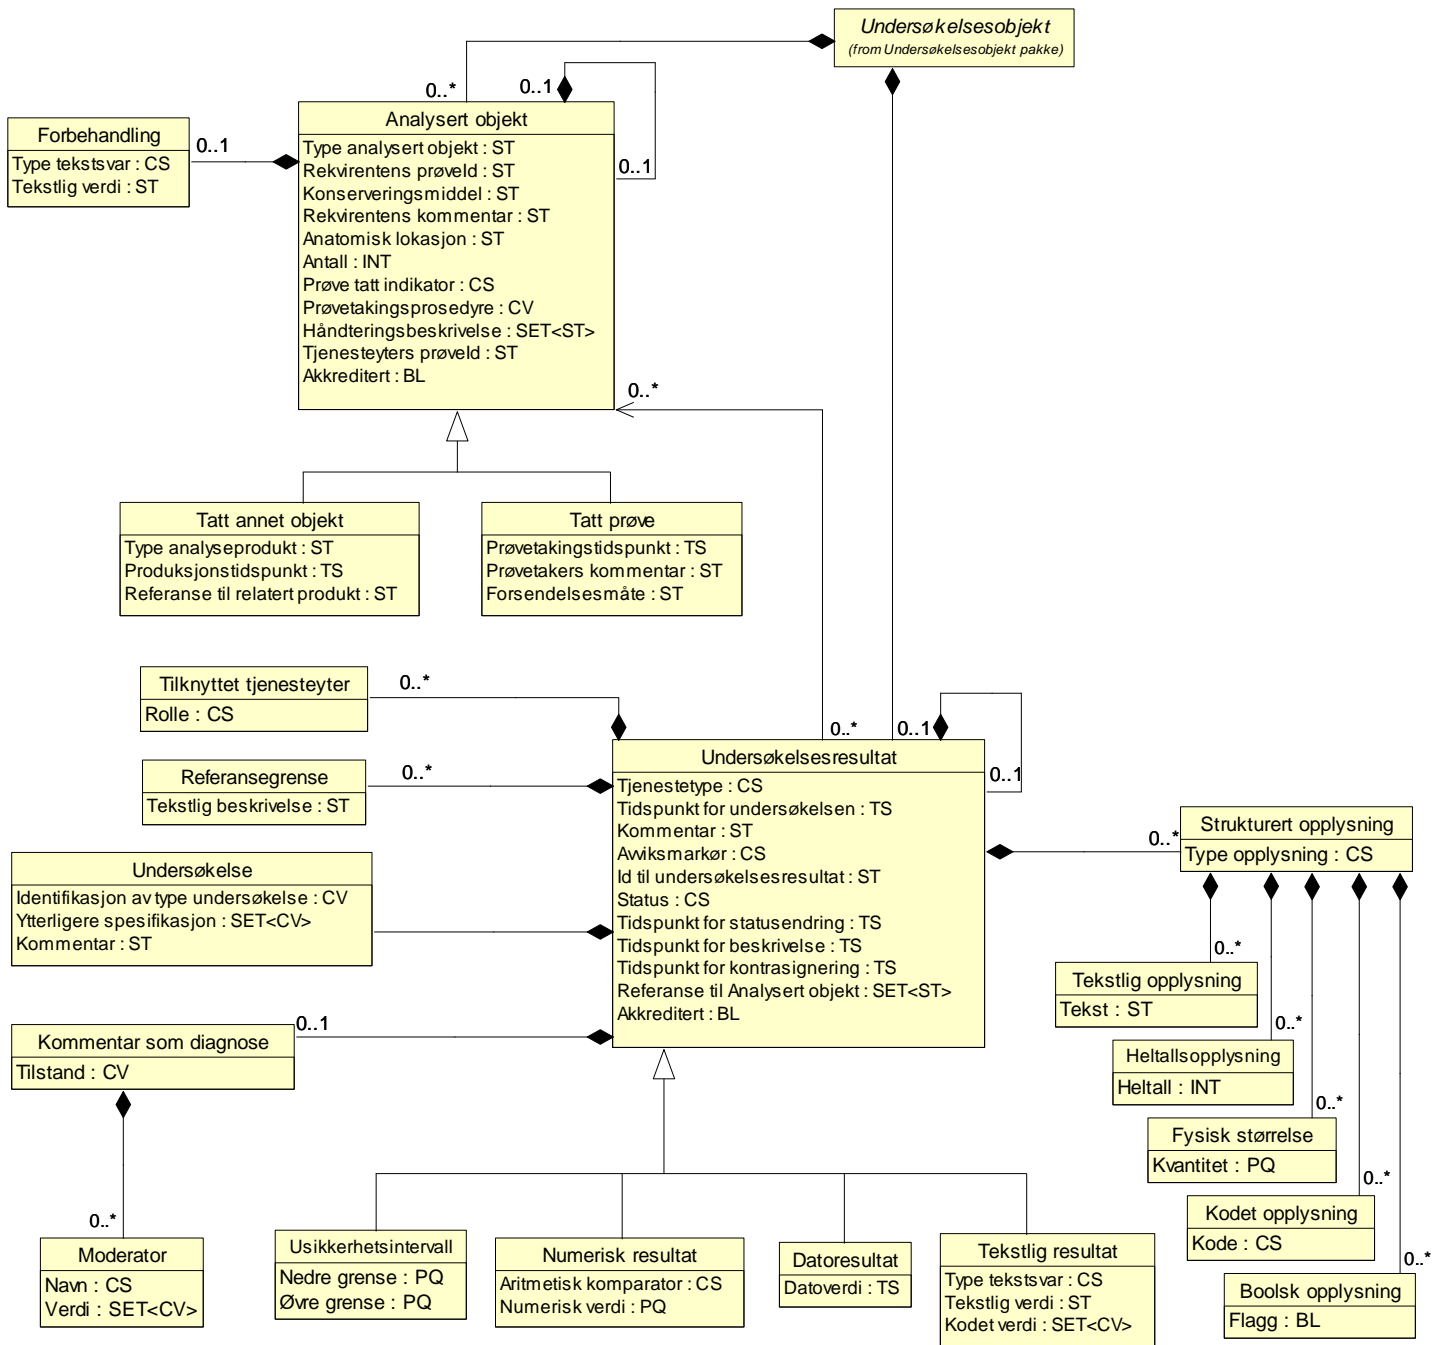 Undersøkelsesobjekt
(from Undersøkelsesobjekt pakke)
0..*
0..1
0..1
Analysert objekt
Type analysert objekt : ST
Rekvirentens prøveId : ST
Konserveringsmiddel : ST
Rekvirentens kommentar : ST
Anatomisk lokasjon : ST
Antall : INT
Prøve tatt indikator : CS
Prøvetakingsprosedyre : CV
Håndteringsbeskrivelse : SET<ST>
Tjenesteyters prøveId : ST
Akkreditert : BL
Forbehandling
Type tekstsvar : CS
Tekstlig verdi : ST
0..1
0..*
Tatt annet objekt
Type analyseprodukt : ST
Produksjonstidspunkt : TS
Referanse til relatert produkt : ST
Tatt prøve
Prøvetakingstidspunkt : TS
Prøvetakers kommentar : ST
Forsendelsesmåte : ST
Tilknyttet tjenesteyter
Rolle : CS
0..*
Referansegrense
Tekstlig beskrivelse : ST
0..*
0..*
0..1
0..1
Undersøkelsesresultat
Tjenestetype : CS
Tidspunkt for undersøkelsen : TS
Kommentar : ST
Avviksmarkør : CS
Id til undersøkelsesresultat : ST
Status : CS
Tidspunkt for statusendring : TS
Tidspunkt for beskrivelse : TS
Tidspunkt for kontrasignering : TS
Referanse til Analysert objekt : SET<ST>
Akkreditert : BL
Undersøkelse
Identifikasjon av type undersøkelse : CV
Ytterligere spesifikasjon : SET<CV>
Kommentar : ST
Kommentar som diagnose
Tilstand : CV
0..1
0..*
Moderator
Navn : CS
Verdi : SET<CV>
Usikkerhetsintervall
Nedre grense : PQ
Øvre grense : PQ
Numerisk resultat
Aritmetisk komparator : CS
Numerisk verdi : PQ
Datoresultat
Datoverdi : TS
Tekstlig resultat
Type tekstsvar : CS
Tekstlig verdi : ST
Kodet verdi : SET<CV>
0..*
Strukturert opplysning
Type opplysning : CS
0..*
Tekstlig opplysning
Tekst : ST
0..*
Heltallsopplysning
Heltall : INT
0..*
Fysisk størrelse
Kvantitet : PQ
0..*
Kodet opplysning
Kode : CS
0..*
Boolsk opplysning
Flagg : BL